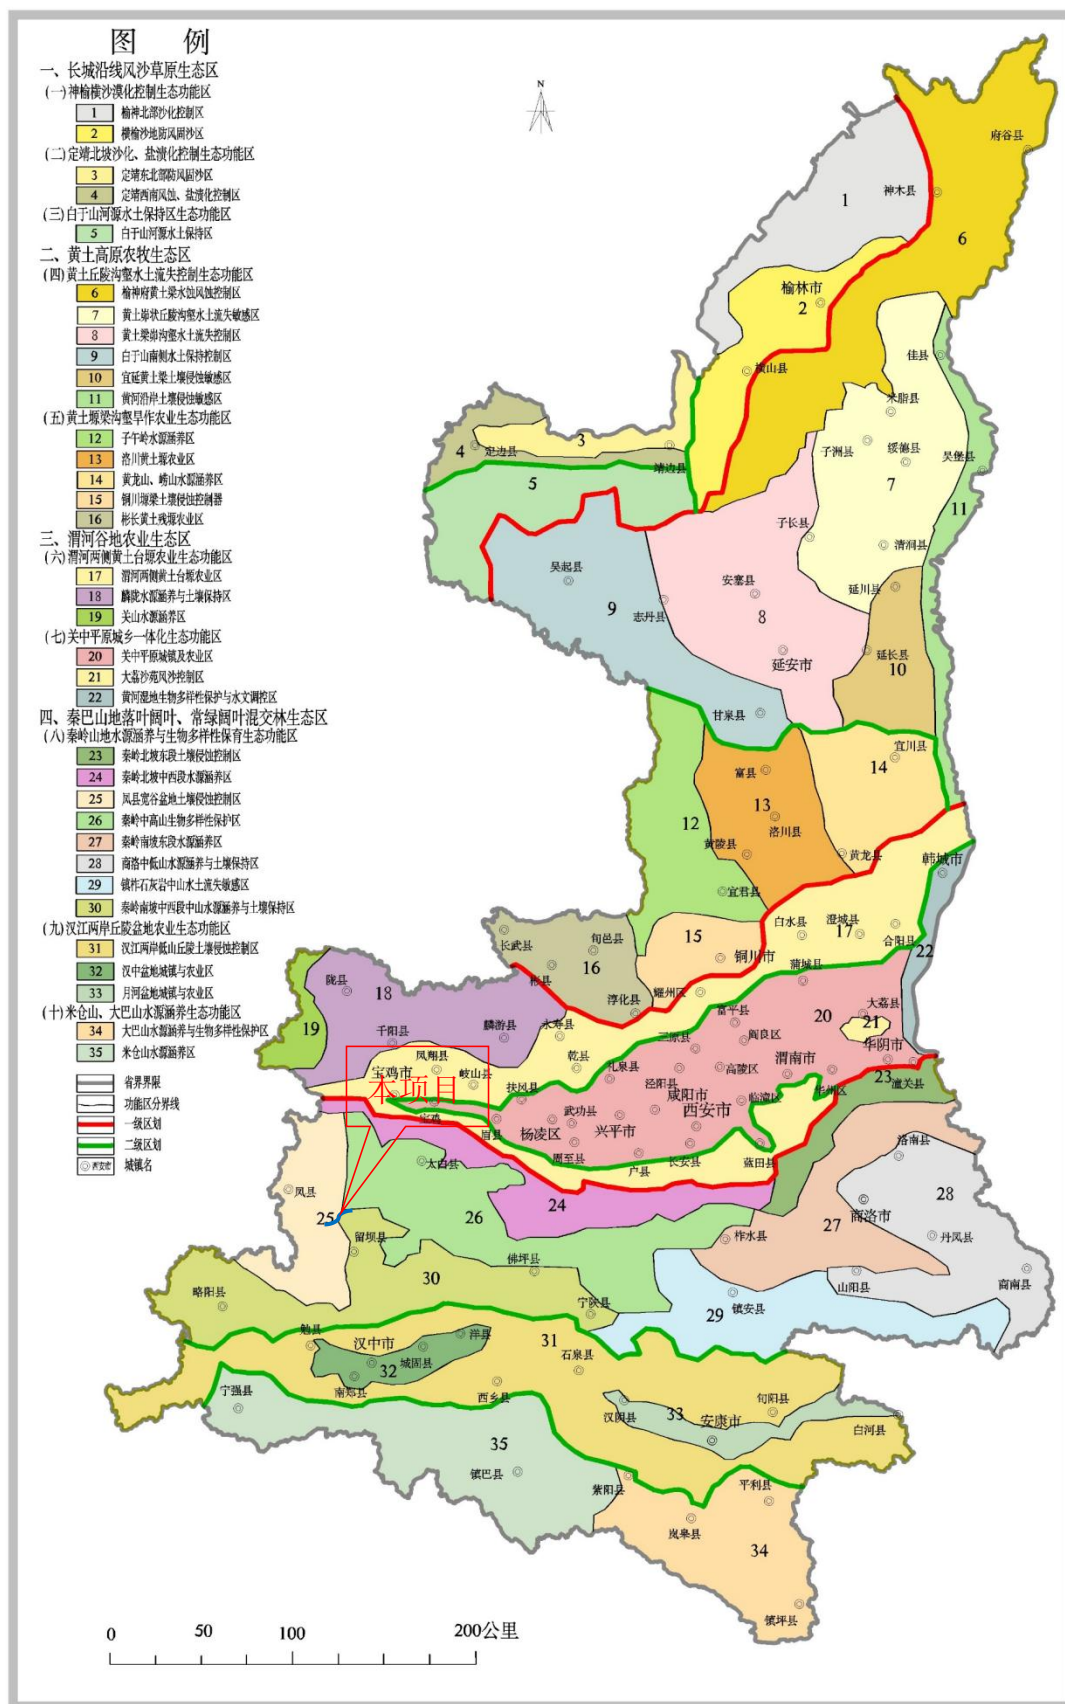 图 例
一、长城沿线风沙草原生态区
(一)神榆横沙漠化控制生态功能区
1 榆神北部沙化控制区
2 横榆沙地防风固沙区
(二)定靖北坡沙化、盐渍化控制生态功能区
3 定靖东北部防风固沙区
4 定靖西南风蚀、盐渍化控制区
(三)白于山河源水土保持区生态功能区
5 白于山河源水土保持区
二、黄土高原农牧生态区
(四)黄土丘陵沟壑水土流失控制生态功能区
6 榆神府黄土梁水蚀风蚀控制区
7 黄土峁状丘陵沟壑水土流失敏感区
8 黄土梁峁沟壑水土流失控制区
9 白于山南侧水土保持控制区
10 宜延黄土梁土壤侵蚀敏感区
11 黄河沿岸土壤侵蚀敏感区
(五)黄土塬梁沟壑旱作农业生态功能区
12 子午岭水源涵养区
13 洛川黄土塬农业区
14 黄龙山、崂山水源涵养区
15 铜川塬梁土壤侵蚀控制器
16 彬长黄土残塬农业区
三、渭河谷地农业生态区
(六)渭河两侧黄土台塬农业生态功能区
17 渭河两侧黄土台塬农业区
18 麟陇水源涵养与土壤保持区
19 关山水源涵养区
(七)关中平原城乡一体化生态功能区
20 关中平原城镇及农业区
21 大荔沙苑风沙控制区
22 黄河湿地生物多样性保护与水文调控区
四、秦巴山地落叶阔叶、常绿阔叶混交林生态区
(八)秦岭山地水源涵养与生物多样性保育生态功能区
23 秦岭北坡东段土壤侵蚀控制区
24 秦岭北坡中西段水源涵养区
25 凤县宽谷盆地土壤侵蚀控制区
26 秦岭中高山生物多样性保护区
27 秦岭南坡东段水源涵养区
28 商洛中低山水源涵养与土壤保持区
29 镇柞石灰岩中山水土流失敏感区
30 秦岭南坡中西段中山水源涵养与土壤保持区
(九)汉江两岸丘陵盆地农业生态功能区
31 汉江两岸低山丘陵土壤侵蚀控制区
32 汉中盆地城镇与农业区
33 月河盆地城镇与农业区
(十)米仓山、大巴山水源涵养生态功能区
34 大巴山水源涵养与生物多样性保护区
35 米仓山水源涵养区
省界界限
功能区分界线
一级区划
二级区划
西安市 城镇名
N
府谷县
神木县
1
6
榆林市
2
佳县
横山县
米脂县
子洲县
绥德县
吴堡县
3
4
定边县
靖边县
5
7
11
子长县
清涧县
吴起县
安塞县
延川县
9
志丹县
8
延安市
延长县
10
甘泉县
宜川县
富县
14
13
12
洛川县
黄陵县
黄龙县
韩城市
宜君县
白水县
澄城县
17
合阳县
长武县
旬邑县
15
铜川市
22
16
彬县
蒲城县
陇县
18
淳化县
耀州区
大荔县
富平县
20
21
19
千阳县
麟游县
永寿县
三原县
阎良区
华阴市
乾县
凤翔县
礼泉县
渭南市
宝鸡市
岐山县
本项目
扶风县
泾阳县
高陵区
华州区
23
潼关县
咸阳市
临潼区
宝鸡
武功县
西安市
眉县
杨凌区
兴平市
洛南县
周至县
户县
长安县
蓝田县
太白县
凤县
24
28
25
26
27
商洛市
留坝县
柞水县
丹凤县
佛坪县
30
山阳县
商南县
略阳县
宁陕县
镇安县
29
勉县
汉中市
洋县
31
城固县
石泉县
32
南郑县
宁强县
西乡县
汉阴县
33
旬阳县
安康市
白河县
35
镇巴县
紫阳县
平利县
岚皋县
34
镇坪县
0 50 100 200公里